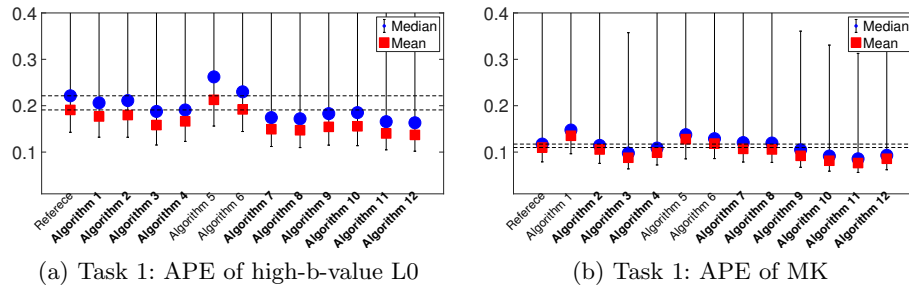 0.4
Median
Mean
0.3
0.2
0.1
Referece
Algorithm 1
Algorithm 2
Algorithm 3
Algorithm 4
Algorithm 5
Algorithm 6
Algorithm 7
Algorithm 8
Algorithm 9
Algorithm 10
Algorithm 11
Algorithm 12
(a) Task 1: APE of high-b-value L0
0.4
Median
Mean
0.3
0.2
0.1
Referece
Algorithm 1
Algorithm 2
Algorithm 3
Algorithm 4
Algorithm 5
Algorithm 6
Algorithm 7
Algorithm 8
Algorithm 9
Algorithm 10
Algorithm 11
Algorithm 12
(b) Task 1: APE of MK